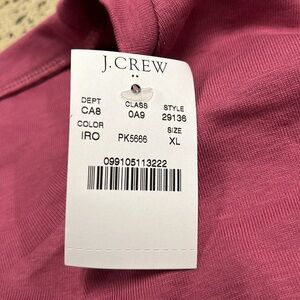 J.CREW
DEPT CLASS STYLE
CA8 0A9 29136
COLOR SIZE
IRO PK5666 XL
099105113222